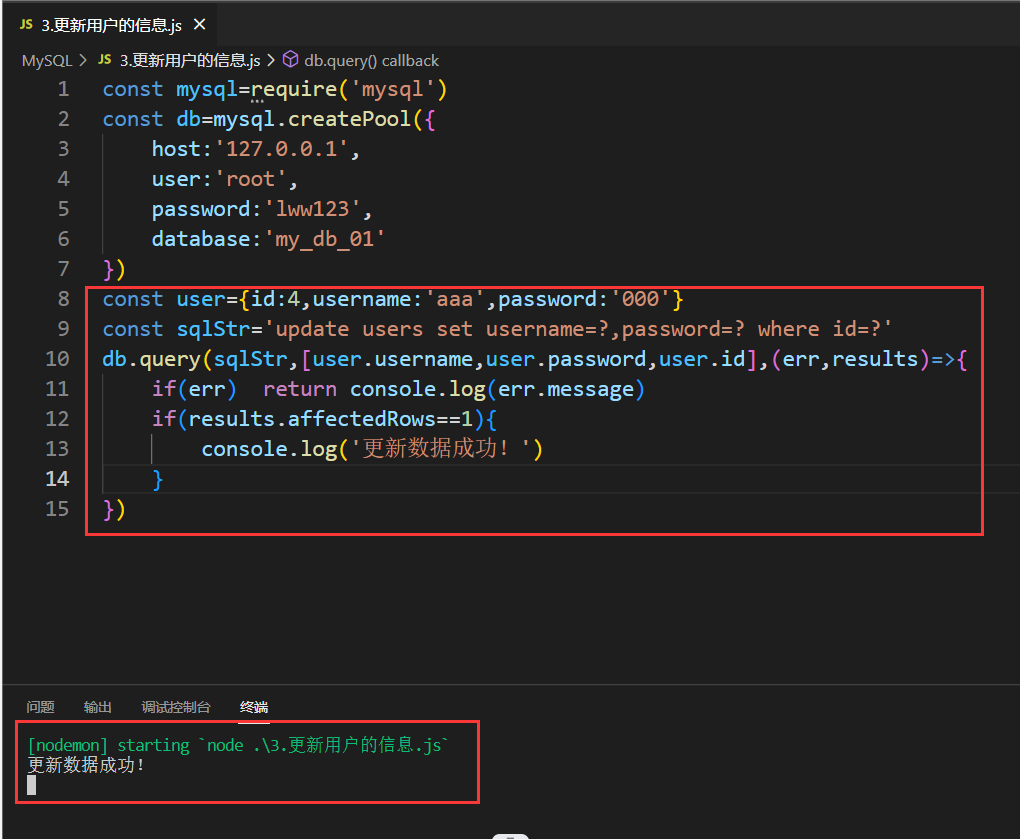 JS 3.更新用户的信息.js ×
MySQL > JS 3.更新用户的信息.js > db.query() callback
1 const mysql=require('mysql')
2 const db=mysql.createPool({
3     host:'127.0.0.1',
4     user:'root',
5     password:'lww123',
6     database:'my_db_01'
7 })
8 const user={id:4,username:'aaa',password:'000'}
9 const sqlStr='update users set username=?,password=? where id=?'
10 db.query(sqlStr,[user.username,user.password,user.id],(err,results)=>{
11     if(err)  return console.log(err.message)
12     if(results.affectedRows==1){
13         console.log('更新数据成功！')
14     }
15 })
问题 输出 调试控制台 终端
[nodemon] starting `node .\3.更新用户的信息.js`
更新数据成功！